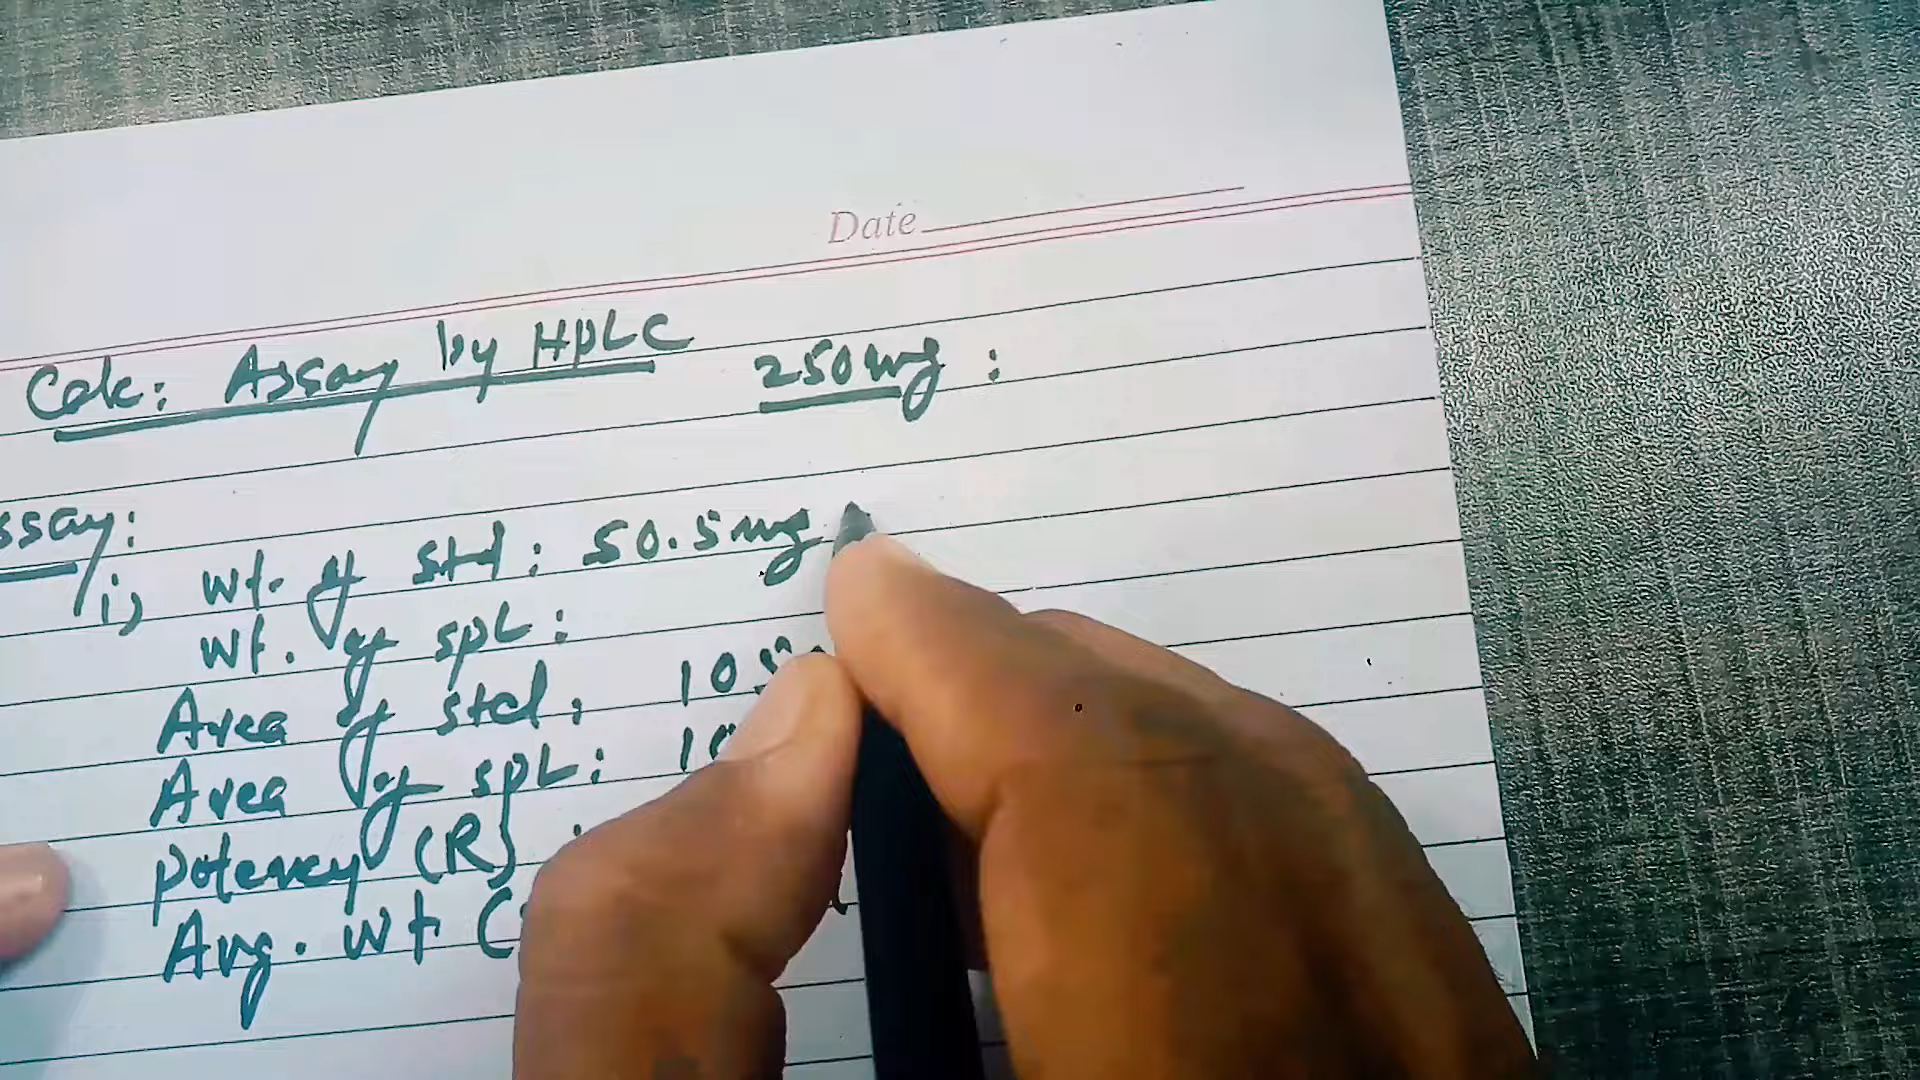 Date
Calc: Assay by HPLC 250mg :
ssay:
i, wt. of std : 50.5mg
wt. of spl :
Area of std : 10
Area of spl : 10
potency (R) :
Avg. wt (